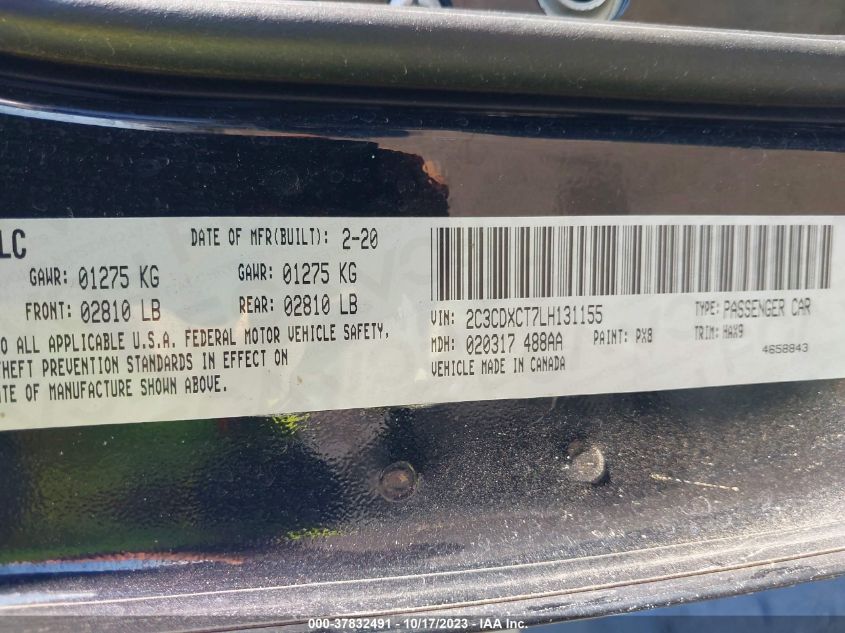 LC
DATE OF MFR(BUILT): 2-20
GAWR: 01275 KG GAWR: 01275 KG
FRONT: 02810 LB REAR: 02810 LB
O ALL APPLICABLE U.S.A. FEDERAL MOTOR VEHICLE SAFETY,
THEFT PREVENTION STANDARDS IN EFFECT ON
ATE OF MANUFACTURE SHOWN ABOVE.
VIN: 2C3CDXCT7LH131155 TYPE: PASSENGER CAR
MDH: 020317 488AA PAINT: PX8 TRIM: HAX9
VEHICLE MADE IN CANADA 4658843
000-37832491 - 10/17/2023 - © IAA Inc.